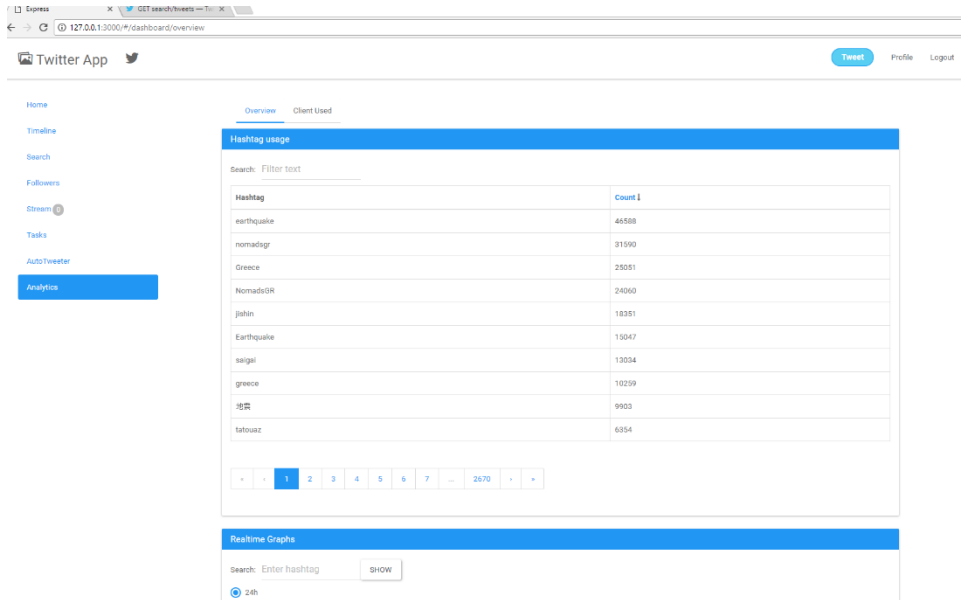 Express
GET search/tweets — Twi
127.0.0.1:3000/#/dashboard/overview
Twitter App
Tweet Profile Logout
Home
Timeline
Search
Followers
Stream 0
Tasks
AutoTweeter
Analytics
Overview Client Used
Hashtag usage
Search: Filter text
Hashtag Count
earthquake 46588
nomadsgr 31590
Greece 25051
NomadsGR 24060
jishin 18351
Earthquake 15047
saigai 13034
greece 10259
地震 9903
tatouaz 6354
« ‹ 1 2 3 4 5 6 7 ... 2670 › »
Realtime Graphs
Search: Enter hashtag SHOW
24h